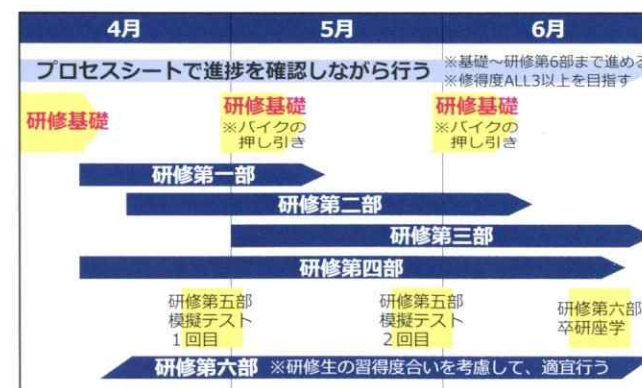 4月 5月 6月
プロセスシートで進捗を確認しながら行う
※基礎～研修第6部まで進める
※修得度ALL3以上を目指す
研修基礎
研修基礎
※バイクの
押し引き
研修基礎
※バイクの
押し引き
研修第一部
研修第二部
研修第三部
研修第四部
研修第五部
模擬テスト
1回目
研修第五部
模擬テスト
2回目
研修第六部
卒研座学
研修第六部 ※研修生の習得度合いを考慮して、適宜行う